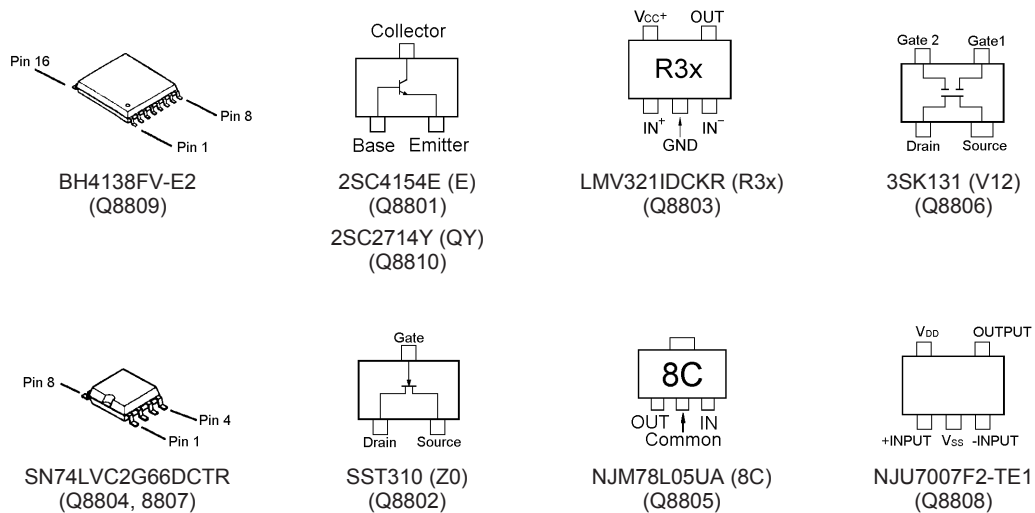 Pin 16
Pin 8
Pin 1
BH4138FV-E2
(Q8809)
Collector
Base Emitter
2SC4154E (E)
(Q8801)
2SC2714Y (QY)
(Q8810)
Vcc+ OUT
R3x
IN+ IN−
GND
LMV321IDCKR (R3x)
(Q8803)
Gate 2 Gate1
Drain Source
3SK131 (V12)
(Q8806)
Pin 8
Pin 4
Pin 1
SN74LVC2G66DCTR
(Q8804, 8807)
Gate
Drain Source
SST310 (Z0)
(Q8802)
8C
OUT IN
Common
NJM78L05UA (8C)
(Q8805)
VDD OUTPUT
+INPUT Vss -INPUT
NJU7007F2-TE1
(Q8808)